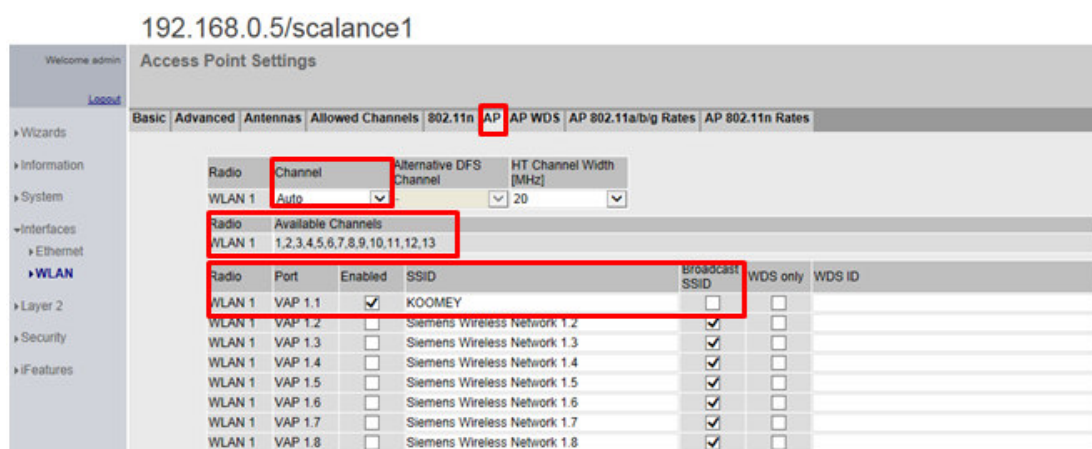 192.168.0.5/scalance1
Welcome admin
Access Point Settings
Logout
Basic Advanced Antennas Allowed Channels 802.11n AP AP WDS AP 802.11a/b/g Rates AP 802.11n Rates
Wizards
Information
System
Interfaces
Ethernet
WLAN
Layer 2
Security
iFeatures
Radio Channel Alternative DFS Channel HT Channel Width [MHz]
WLAN 1 Auto - 20
Radio Available Channels
WLAN 1 1,2,3,4,5,6,7,8,9,10,11,12,13
Radio Port Enabled SSID Broadcast SSID WDS only WDS ID
WLAN 1 VAP 1.1 KOOMEY
WLAN 1 VAP 1.2 Siemens Wireless Network 1.2
WLAN 1 VAP 1.3 Siemens Wireless Network 1.3
WLAN 1 VAP 1.4 Siemens Wireless Network 1.4
WLAN 1 VAP 1.5 Siemens Wireless Network 1.5
WLAN 1 VAP 1.6 Siemens Wireless Network 1.6
WLAN 1 VAP 1.7 Siemens Wireless Network 1.7
WLAN 1 VAP 1.8 Siemens Wireless Network 1.8